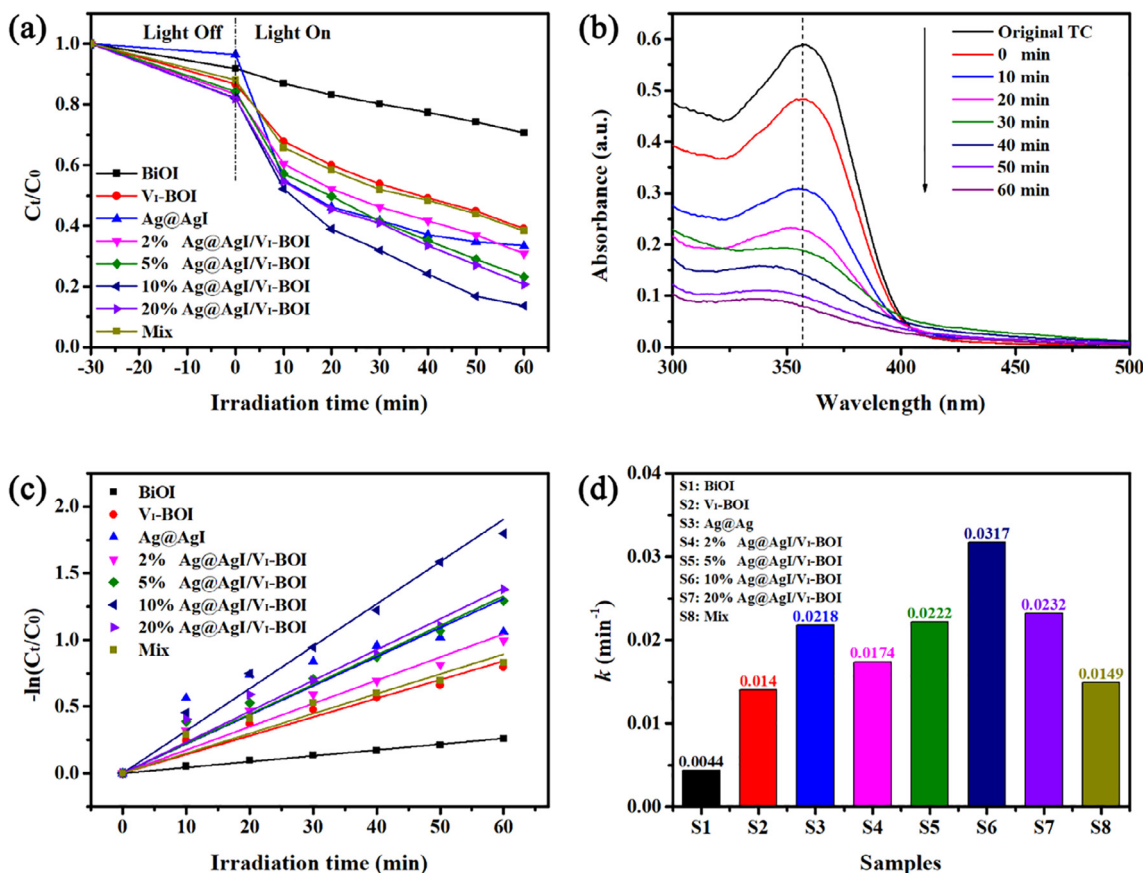 (a)
Light Off
Light On
1.0
0.8
0.6
0.4
0.2
0.0
Ct/C0
BiOI
VI-BOI
Ag@AgI
2% Ag@AgI/VI-BOI
5% Ag@AgI/VI-BOI
10% Ag@AgI/VI-BOI
20% Ag@AgI/VI-BOI
Mix
-30 -20 -10 0 10 20 30 40 50 60
Irradiation time (min)
(b)
0.6
0.5
0.4
0.3
0.2
0.1
0.0
Absorbance (a.u.)
Original TC
0 min
10 min
20 min
30 min
40 min
50 min
60 min
300 350 400 450 500
Wavelength (nm)
(c)
2.0
1.5
1.0
0.5
0.0
-ln(Ct/C0)
BiOI
VI-BOI
Ag@AgI
2% Ag@AgI/VI-BOI
5% Ag@AgI/VI-BOI
10% Ag@AgI/VI-BOI
20% Ag@AgI/VI-BOI
Mix
0 10 20 30 40 50 60
Irradiation time (min)
(d)
0.04
0.03
0.02
0.01
0.00
k (min⁻¹)
S1: BiOI
S2: VI-BOI
S3: Ag@Ag
S4: 2% Ag@AgI/VI-BOI
S5: 5% Ag@AgI/VI-BOI
S6: 10% Ag@AgI/VI-BOI
S7: 20% Ag@AgI/VI-BOI
S8: Mix
0.0044
0.014
0.0218
0.0174
0.0222
0.0317
0.0232
0.0149
S1 S2 S3 S4 S5 S6 S7 S8
Samples